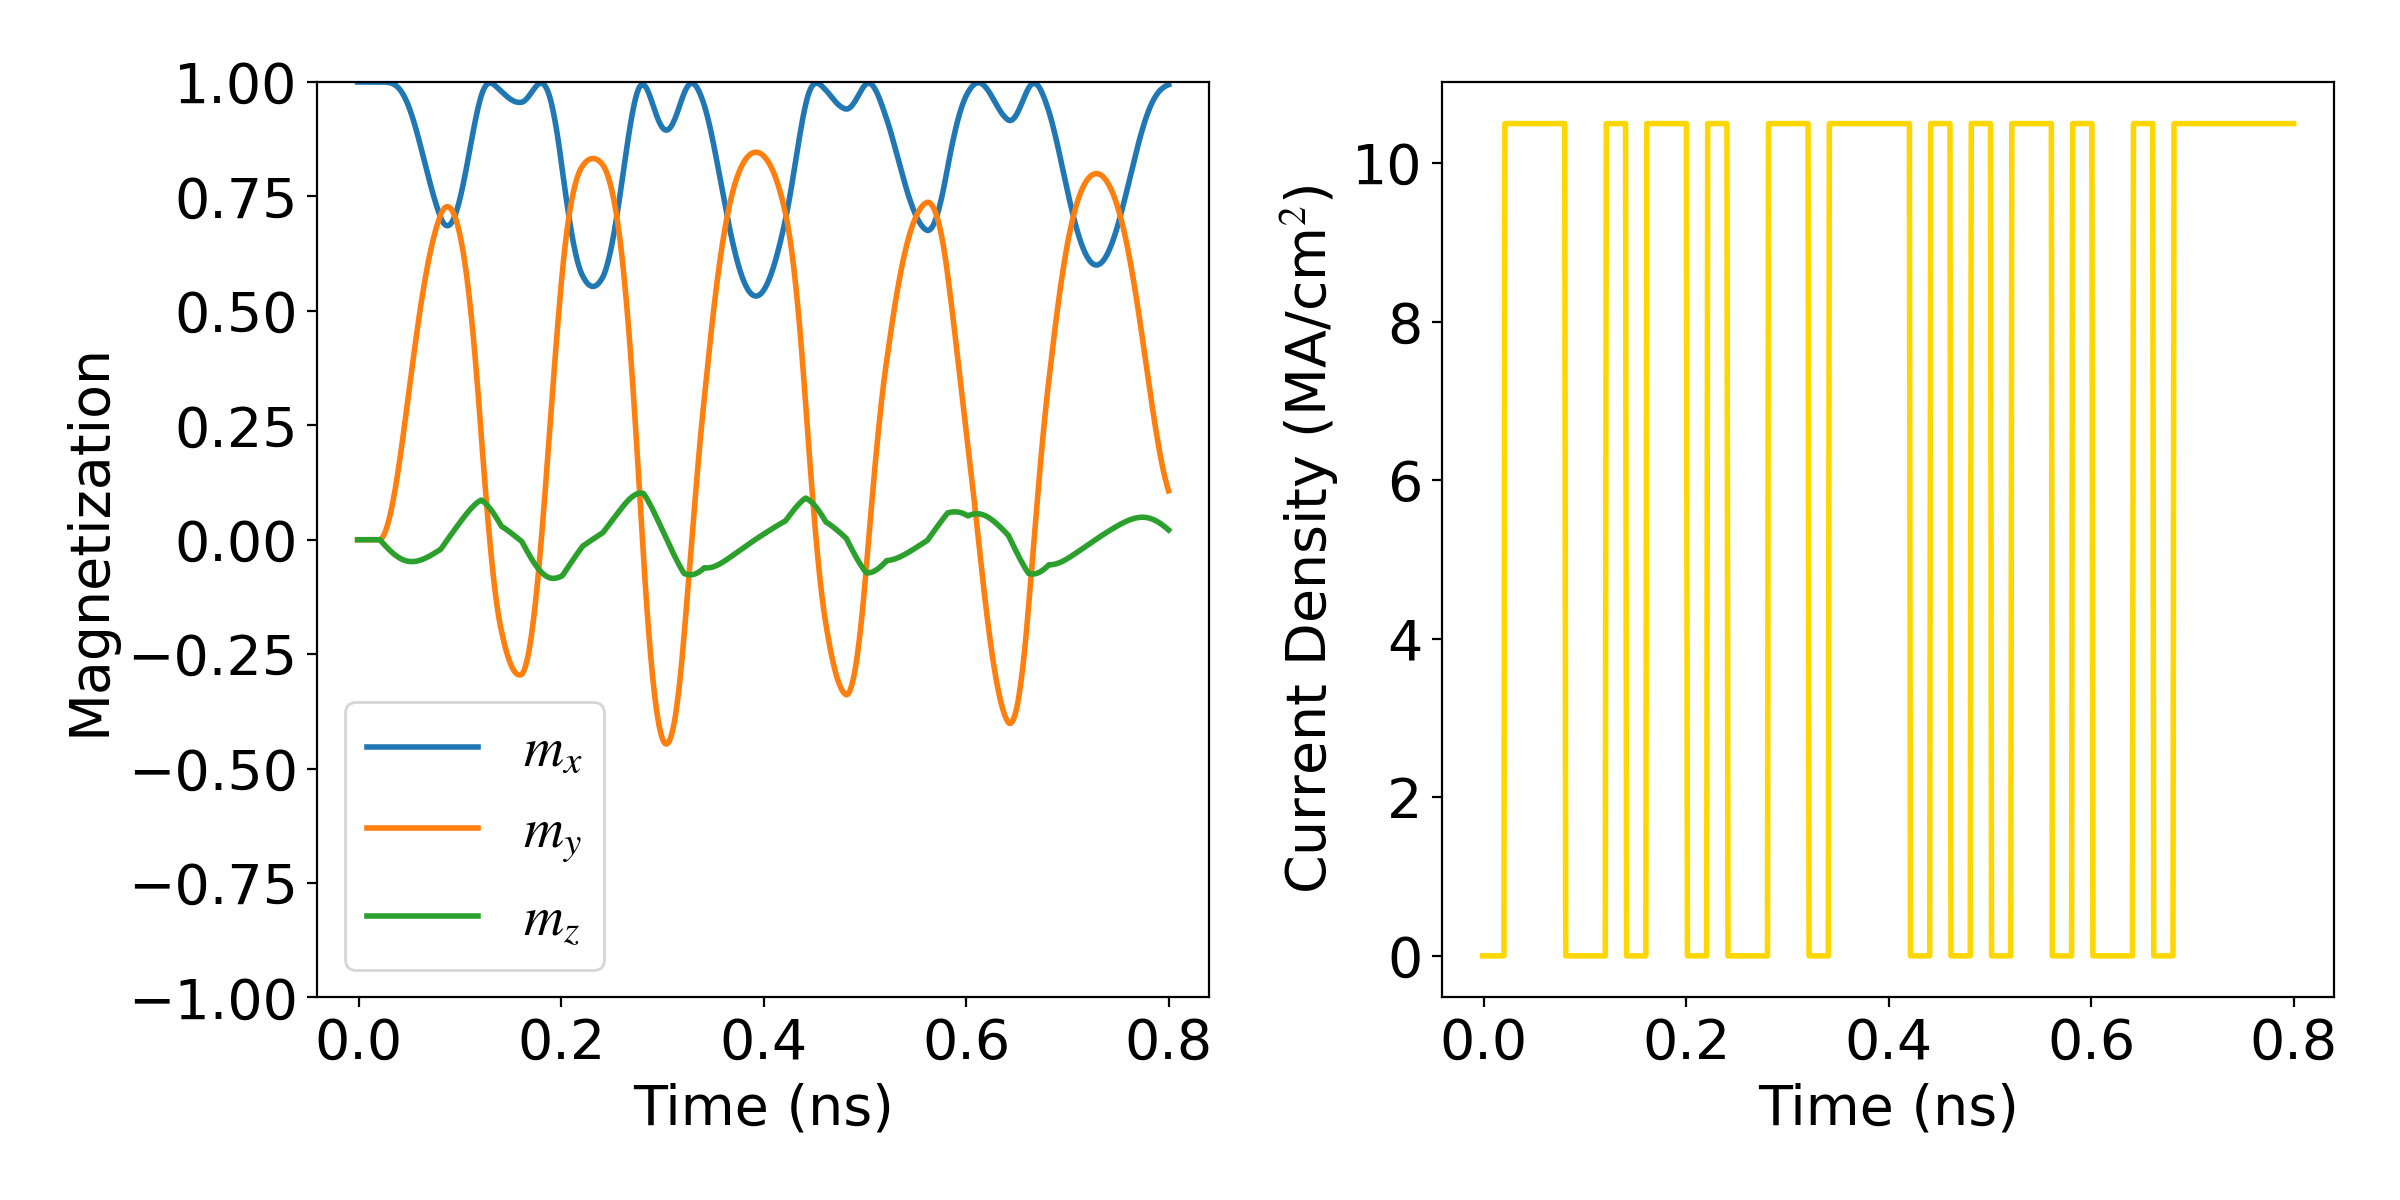 Magnetization
1.00
0.75
0.50
0.25
0.00
−0.25
−0.50
−0.75
−1.00
0.0 0.2 0.4 0.6 0.8
Time (ns)
m_x
m_y
m_z
Current Density (MA/cm²)
10
8
6
4
2
0
0.0 0.2 0.4 0.6 0.8
Time (ns)